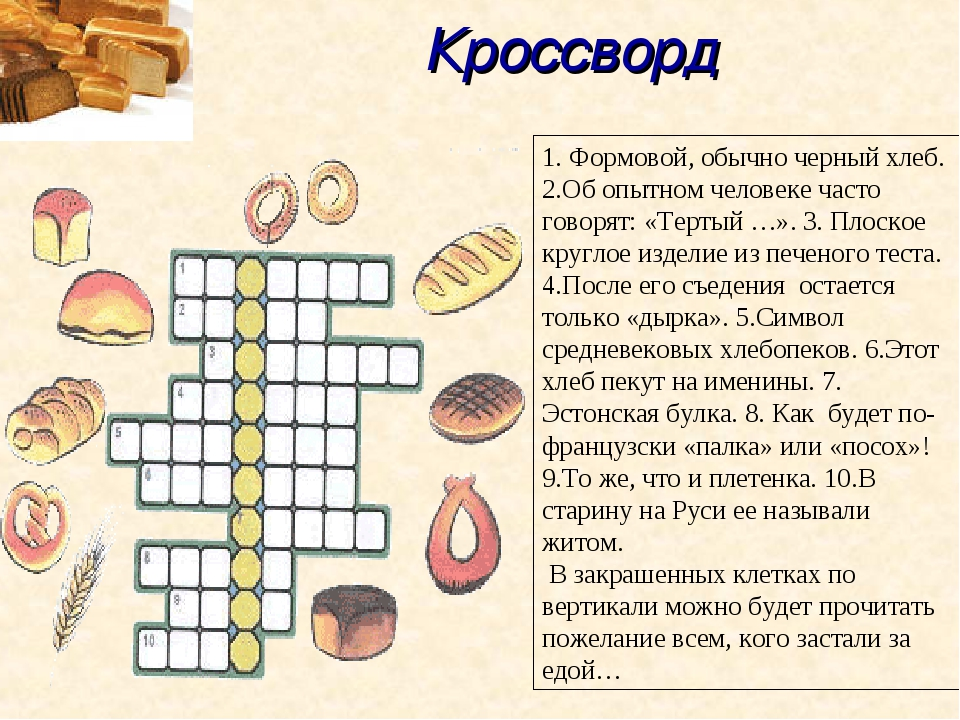 Кроссворд
1. Формовой, обычно черный хлеб.
2.Об опытном человеке часто
говорят: «Тертый …». 3. Плоское
круглое изделие из печеного теста.
4.После его съедения остается
только «дырка». 5.Символ
средневековых хлебопеков. 6.Этот
хлеб пекут на именины. 7.
Эстонская булка. 8. Как будет по-
французски «палка» или «посох»!
9.То же, что и плетенка. 10.В
старину на Руси ее называли
житом.
В закрашенных клетках по
вертикали можно будет прочитать
пожелание всем, кого застали за
едой…
1
2
3
4
5
6
7
8
9
10.